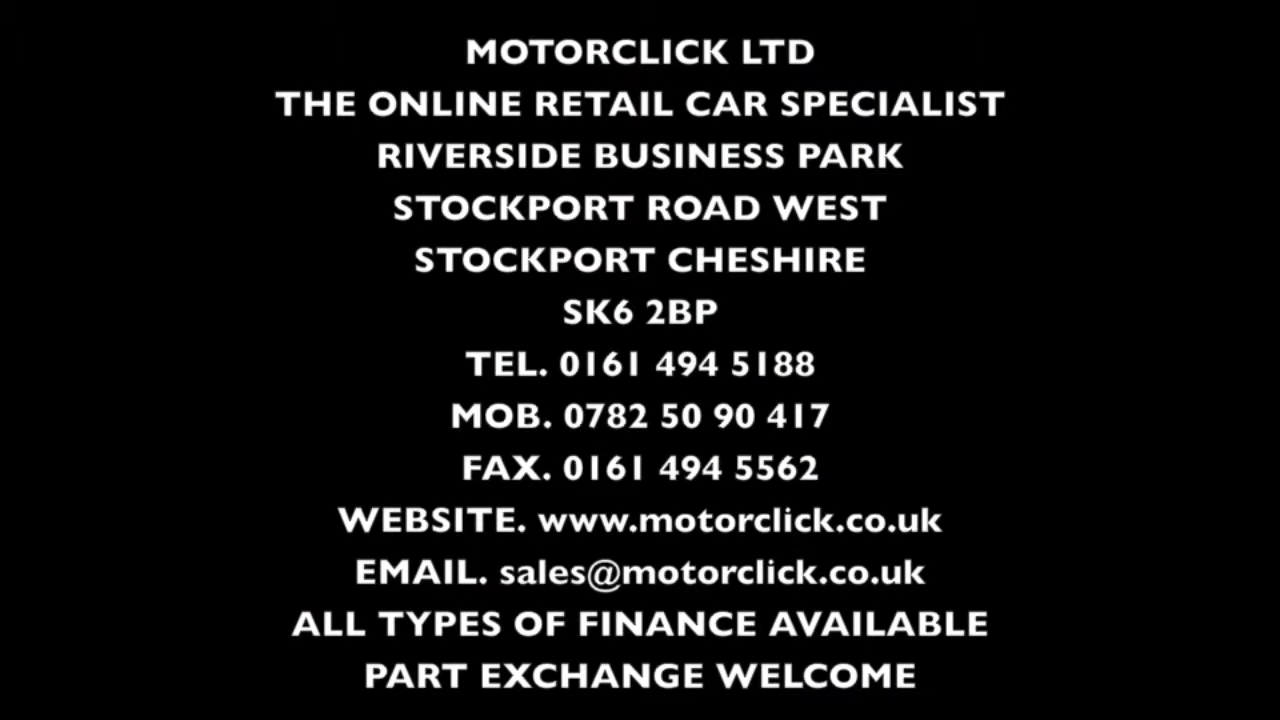 MOTORCLICK LTD
THE ONLINE RETAIL CAR SPECIALIST
RIVERSIDE BUSINESS PARK
STOCKPORT ROAD WEST
STOCKPORT CHESHIRE
SK6 2BP
TEL. 0161 494 5188
MOB. 0782 50 90 417
FAX. 0161 494 5562
WEBSITE. www.motorclick.co.uk
EMAIL. sales@motorclick.co.uk
ALL TYPES OF FINANCE AVAILABLE
PART EXCHANGE WELCOME